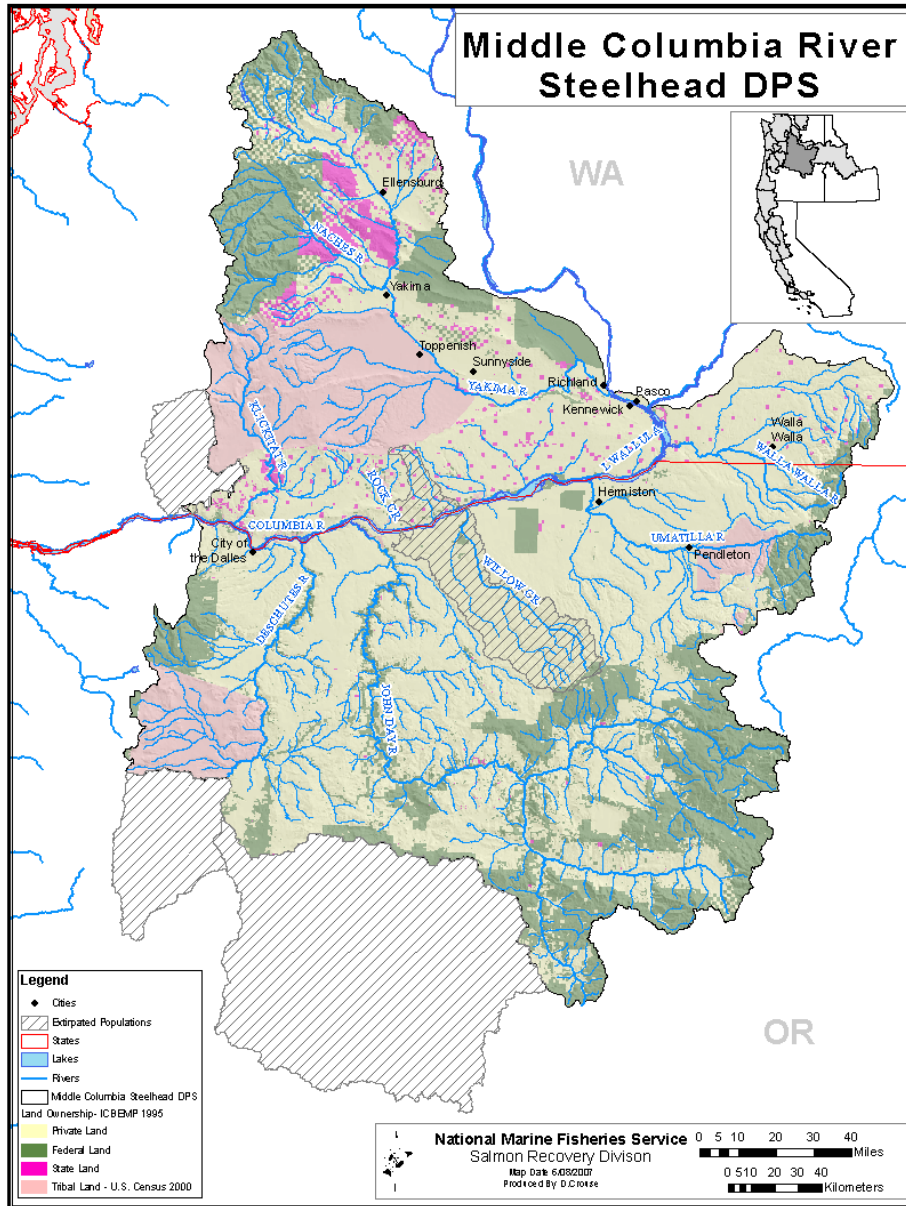 Middle Columbia River
Steelhead DPS
WA
Ellensburg
NACHES R.
Yakima
Toppenish
Sunnyside
YAKIMA R
Richland
Pasco
Kennewick
KLICKITAT R
Walla
Walla
WALLA WALLA R.
L WALLULA
ROCK CR
Hermiston
COLUMBIA R
City of
the Dalles
UMATILLA R
Pendleton
WILLOW CR
DESCHUTES R
JOHN DAY R
OR
Legend
Cities
Extirpated Populations
States
Lakes
Rivers
Middle Columbia Steelhead DPS
Land Ownership- ICBEMP 1995
Private Land
Federal Land
State Land
Tribal Land - U.S. Census 2000
National Marine Fisheries Service
Salmon Recovery Divison
Map Date 6/08/2007
Produced By D.Crouse
0 5 10 20 30 40
Miles
0 510 20 30 40
Kilometers